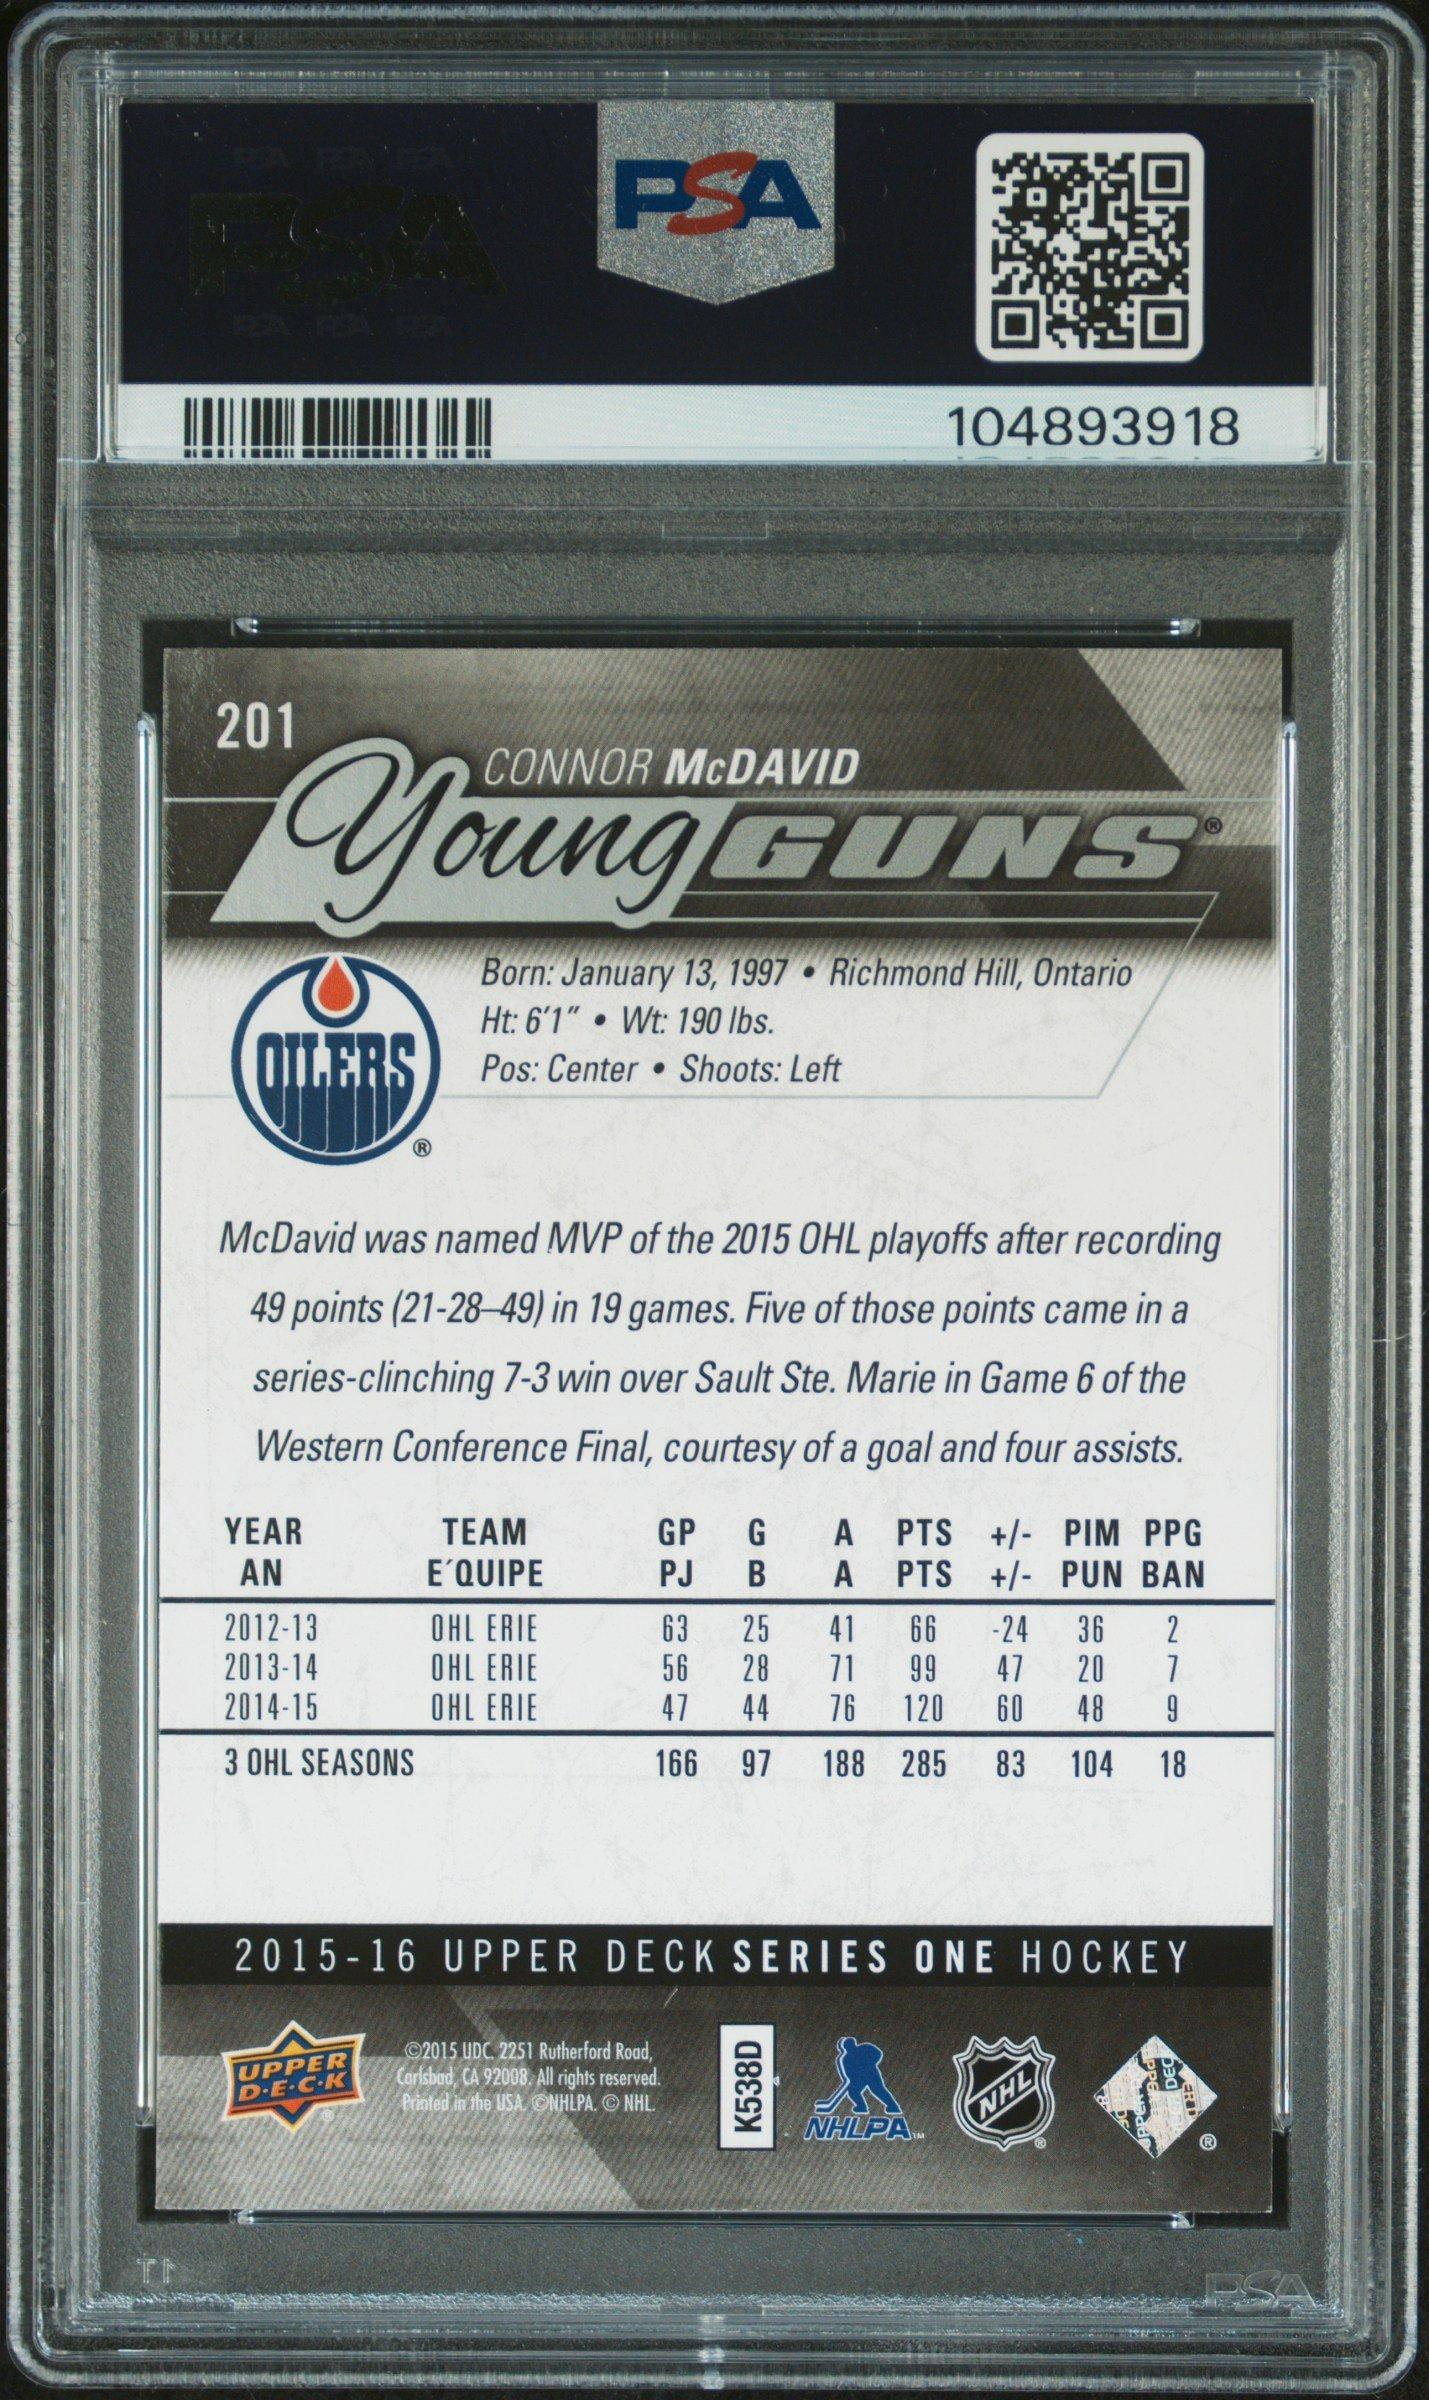 PSA
PSA
104893918
201
CONNOR McDAVID
Young GUNS®
OILERS
®
Born: January 13, 1997 • Richmond Hill, Ontario
Ht: 6'1" • Wt: 190 lbs.
Pos: Center • Shoots: Left
McDavid was named MVP of the 2015 OHL playoffs after recording
49 points (21-28–49) in 19 games. Five of those points came in a
series-clinching 7-3 win over Sault Ste. Marie in Game 6 of the
Western Conference Final, courtesy of a goal and four assists.
YEAR TEAM GP G A PTS +/- PIM PPG
AN E´QUIPE PJ B A PTS +/- PUN BAN
2012-13 OHL ERIE 63 25 41 66 -24 36 2
2013-14 OHL ERIE 56 28 71 99 47 20 7
2014-15 OHL ERIE 47 44 76 120 60 48 9
3 OHL SEASONS 166 97 188 285 83 104 18
2015-16 UPPER DECK SERIES ONE HOCKEY
UPPER
D·E·C·K
®
©2015 UDC. 2251 Rutherford Road,
Carlsbad, CA 92008. All rights reserved.
Printed in the USA. ©NHLPA. © NHL.
K538D
NHLPA™
NHL
®
®
PSA